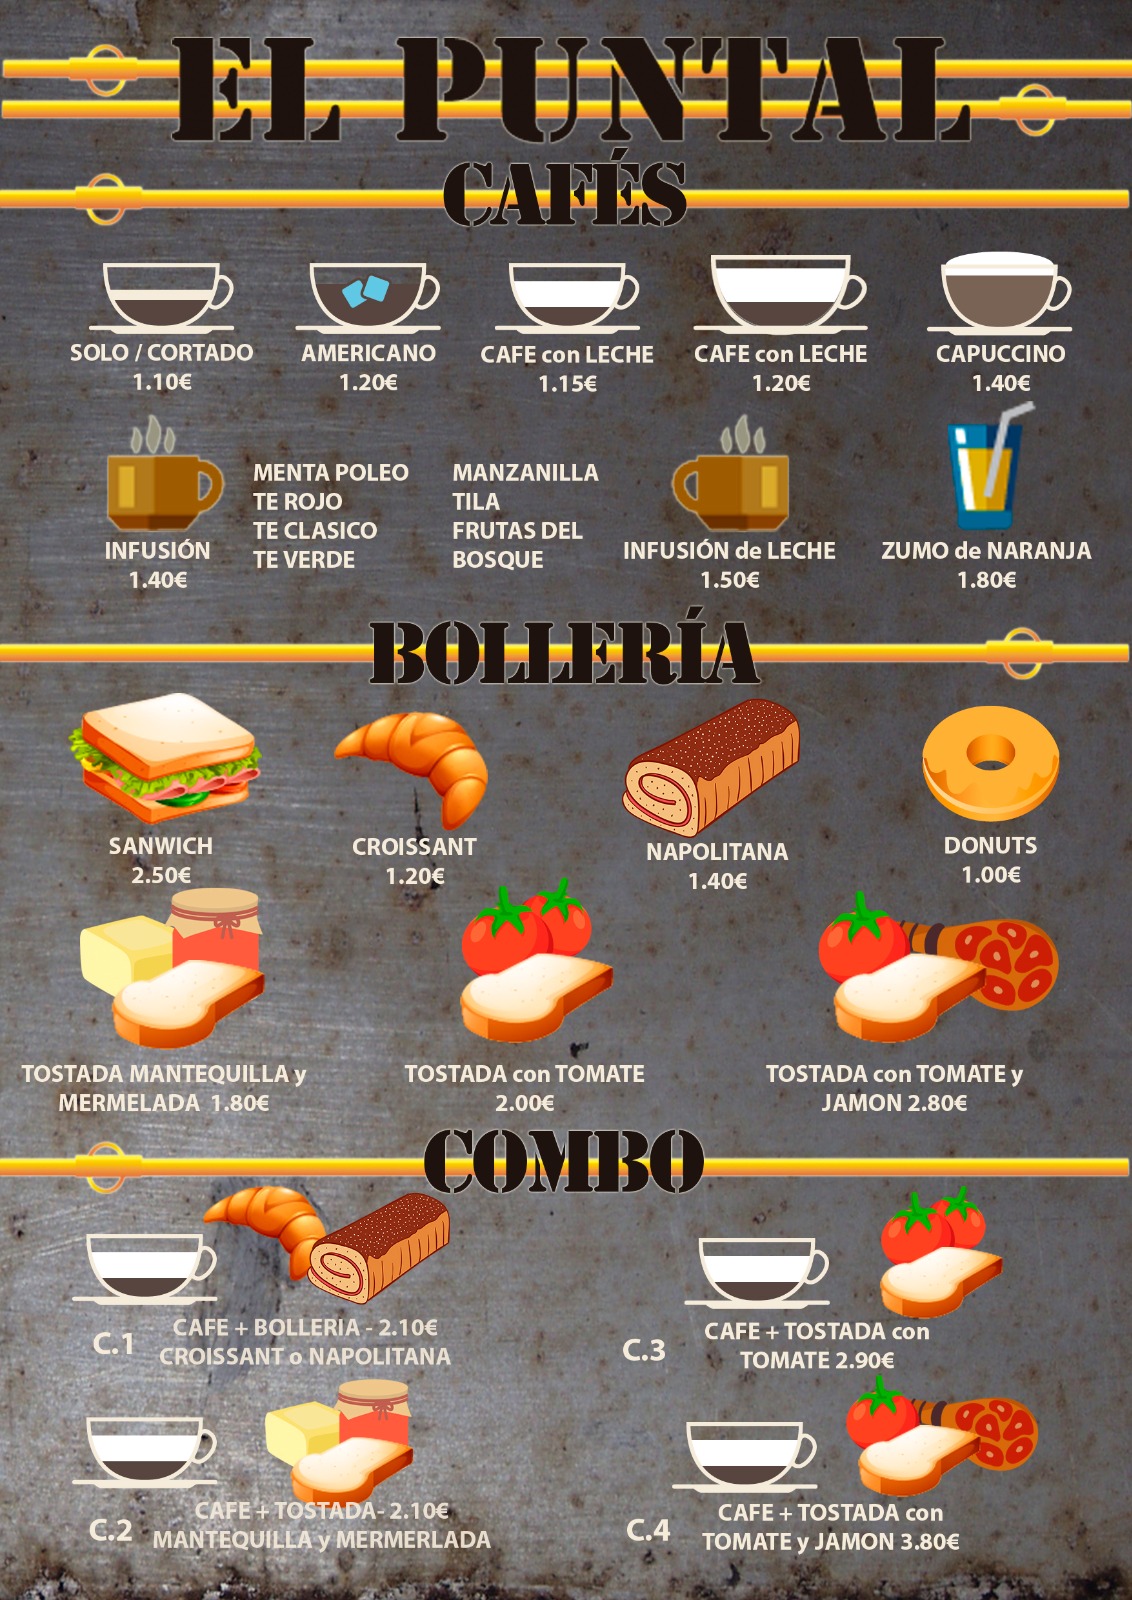 EL PUNTAL
CAFÉS
SOLO / CORTADO
1.10€
AMERICANO
1.20€
CAFE con LECHE
1.15€
CAFE con LECHE
1.20€
CAPUCCINO
1.40€
INFUSIÓN
1.40€
MENTA POLEO
TE ROJO
TE CLASICO
TE VERDE
MANZANILLA
TILA
FRUTAS DEL
BOSQUE
INFUSIÓN de LECHE
1.50€
ZUMO de NARANJA
1.80€
BOLLERÍA
SANWICH
2.50€
CROISSANT
1.20€
NAPOLITANA
1.40€
DONUTS
1.00€
TOSTADA MANTEQUILLA y
MERMELADA 1.80€
TOSTADA con TOMATE
2.00€
TOSTADA con TOMATE y
JAMON 2.80€
COMBO
C.1
CAFE + BOLLERIA - 2.10€
CROISSANT o NAPOLITANA
C.3
CAFE + TOSTADA con
TOMATE 2.90€
C.2
CAFE + TOSTADA- 2.10€
MANTEQUILLA y MERMERLADA
C.4
CAFE + TOSTADA con
TOMATE y JAMON 3.80€